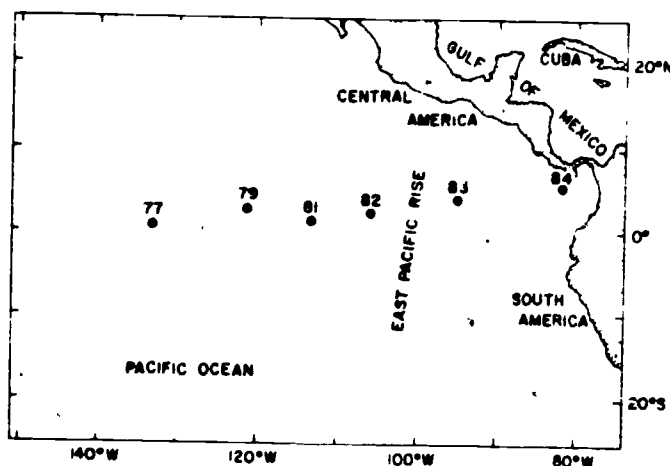 GULF
OF
MEXICO
CUBA
20°N
CENTRAL
AMERICA
84
77
79
81
82
83
0°
EAST PACIFIC RISE
SOUTH
AMERICA
PACIFIC OCEAN
20°S
140°W
120°W
100°W
80°W